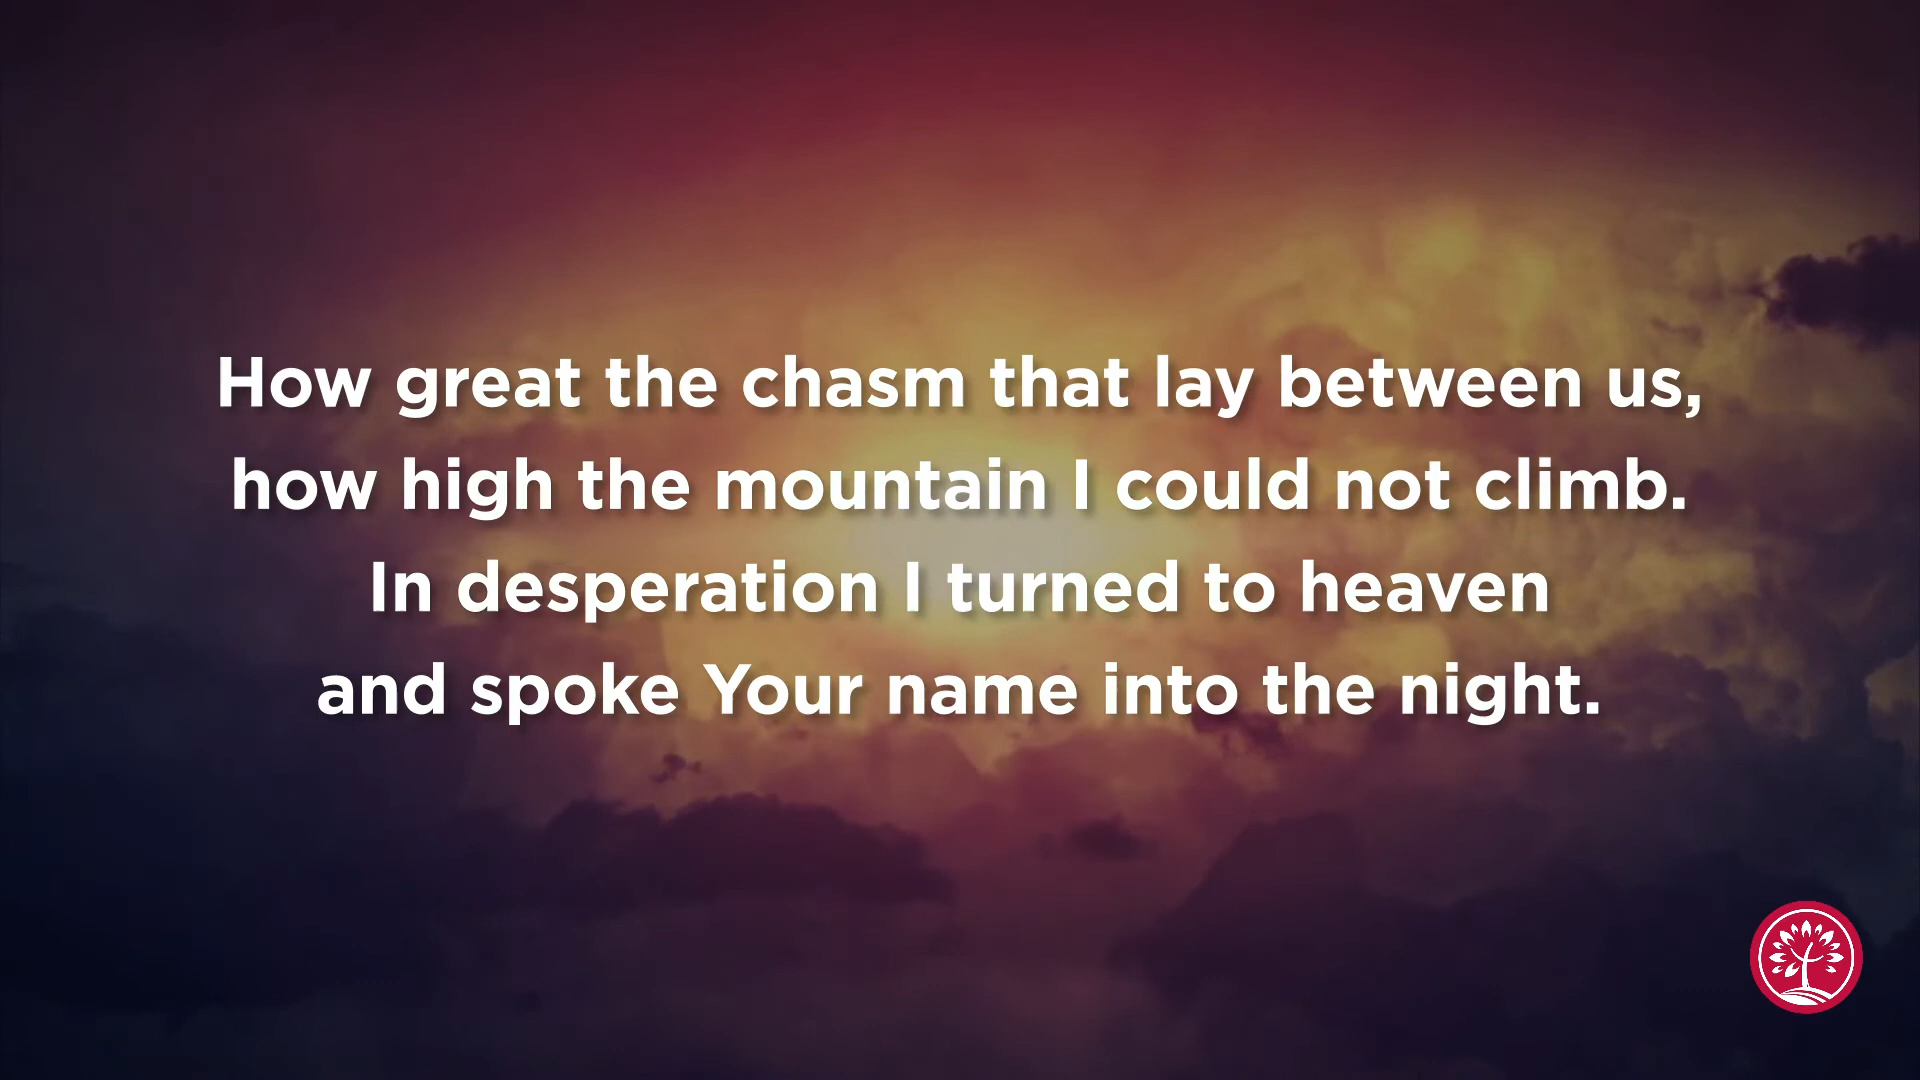 How great the chasm that lay between us,
how high the mountain I could not climb.
In desperation I turned to heaven
and spoke Your name into the night.